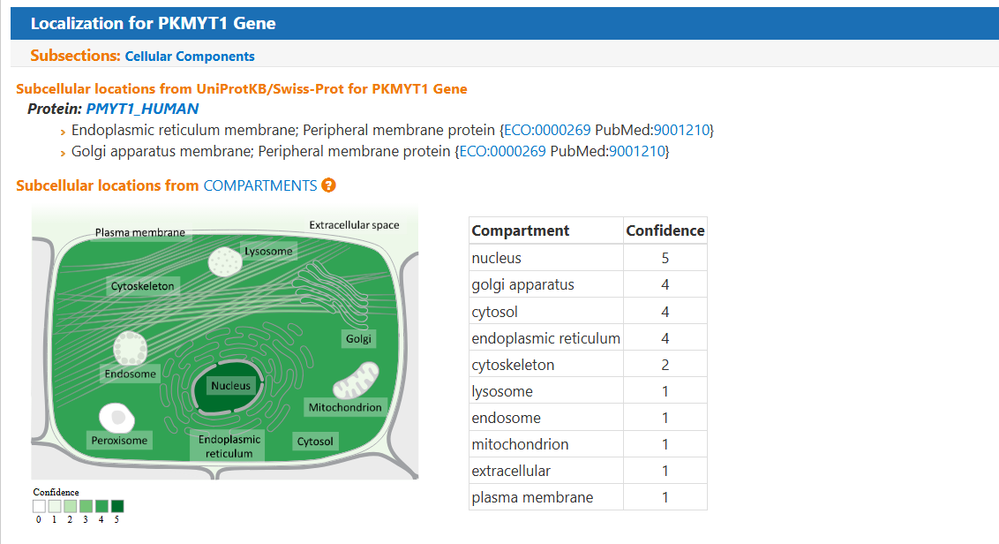 Localization for PKMYT1 Gene
Subsections: Cellular Components
Subcellular locations from UniProtKB/Swiss-Prot for PKMYT1 Gene
Protein: PMYT1_HUMAN
› Endoplasmic reticulum membrane; Peripheral membrane protein {ECO:0000269 PubMed:9001210}
› Golgi apparatus membrane; Peripheral membrane protein {ECO:0000269 PubMed:9001210}
Subcellular locations from COMPARTMENTS ?
Plasma membrane
Extracellular space
Lysosome
Cytoskeleton
Golgi
Endosome
Nucleus
Mitochondrion
Peroxisome
Endoplasmic
reticulum
Cytosol
Confidence
0 1 2 3 4 5
Compartment Confidence
nucleus 5
golgi apparatus 4
cytosol 4
endoplasmic reticulum 4
cytoskeleton 2
lysosome 1
endosome 1
mitochondrion 1
extracellular 1
plasma membrane 1